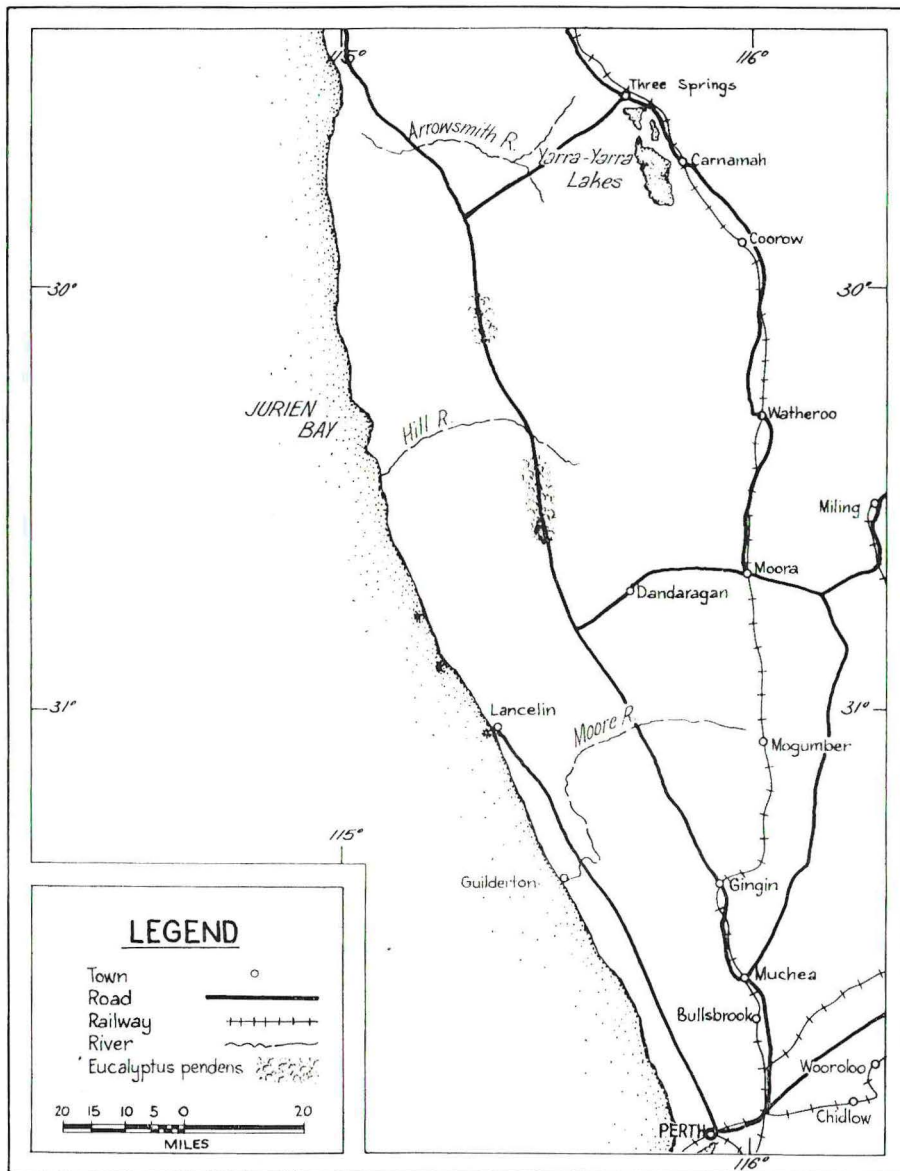 115°
116°
Three Springs
Arrowsmith R.
Yarra-Yarra
Lakes
Carnamah
Coorow
30°
30°
JURIEN
BAY
Hill R.
Watheroo
Miling
Moora
Dandaragan
31°
31°
Lancelin
Moore R.
Mogumber
115°
Guilderton
Gingin
LEGEND
Town
Road
Railway
River
Eucalyptus pendens
20 15 10 5 0 20
MILES
Muchea
Bullsbrook
Wooroloo
Chidlow
PERTH
116°